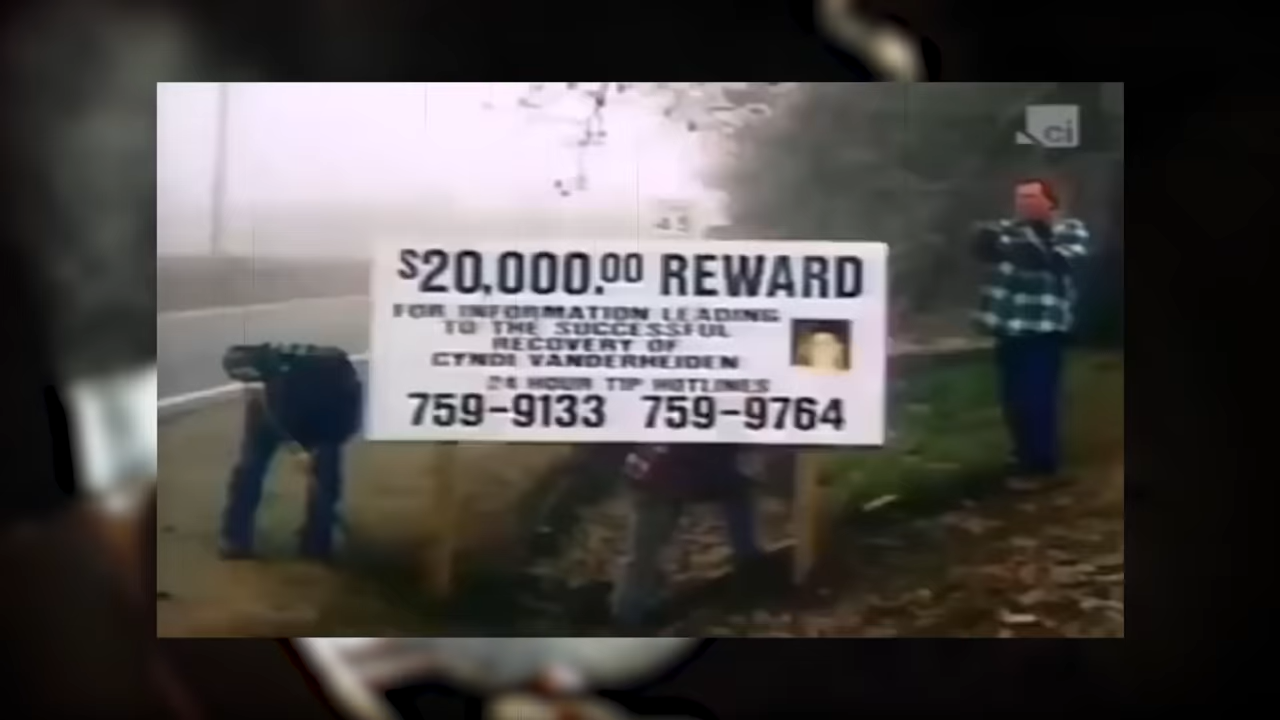 ci
45
$20,000.00 REWARD
FOR INFORMATION LEADING
TO THE SUCCESSFUL
RECOVERY OF
CYNDI VANDERHEIDEN
24 HOUR TIP HOTLINES
759-9133 759-9764